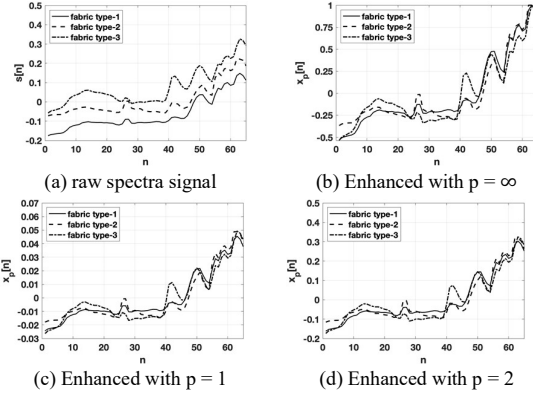 0.5
0.4
0.3
0.2
0.1
0
-0.1
-0.2
s[n]
fabric type-1
fabric type-2
fabric type-3
0 10 20 30 40 50 60
n
(a) raw spectra signal
1
0.75
0.5
0.25
0
-0.25
-0.5
xp[n]
fabric type-1
fabric type-2
fabric type-3
0 10 20 30 40 50 60
n
(b) Enhanced with p = ∞
0.07
0.06
0.05
0.04
0.03
0.02
0.01
0
-0.01
-0.02
-0.03
xp[n]
fabric type-1
fabric type-2
fabric type-3
0 10 20 30 40 50 60
n
(c) Enhanced with p = 1
0.5
0.4
0.3
0.2
0.1
0
-0.1
-0.2
xp[n]
fabric type-1
fabric type-2
fabric type-3
0 10 20 30 40 50 60
n
(d) Enhanced with p = 2